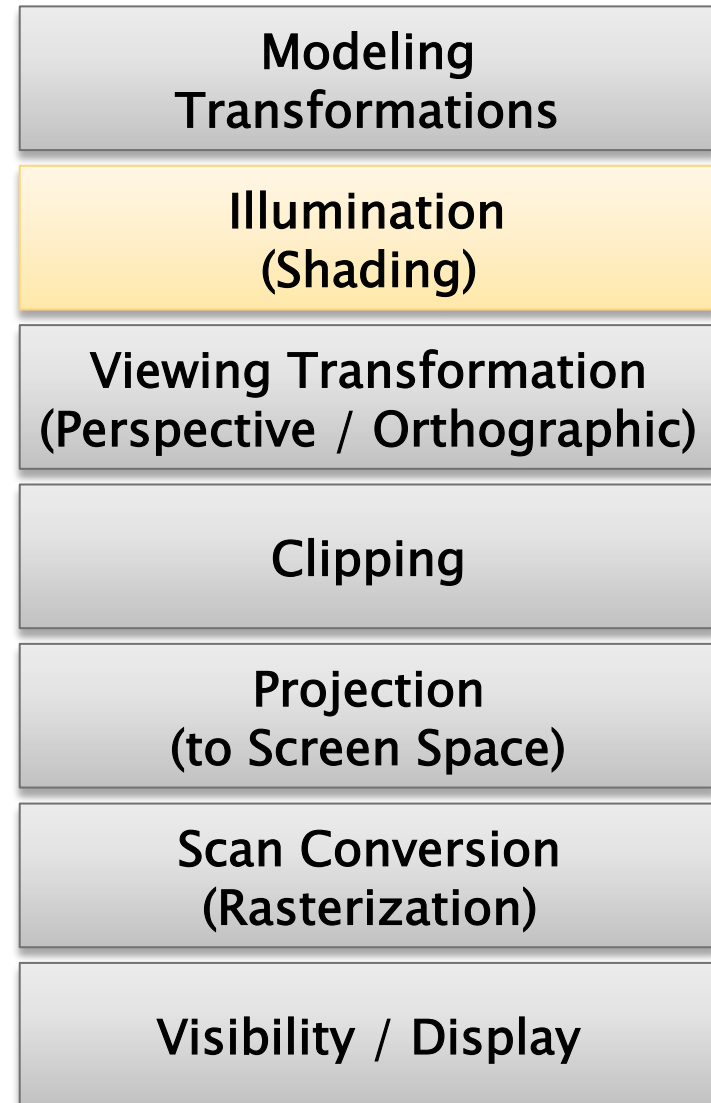 Modeling
Transformations
Illumination
(Shading)
Viewing Transformation
(Perspective / Orthographic)
Clipping
Projection
(to Screen Space)
Scan Conversion
(Rasterization)
Visibility / Display